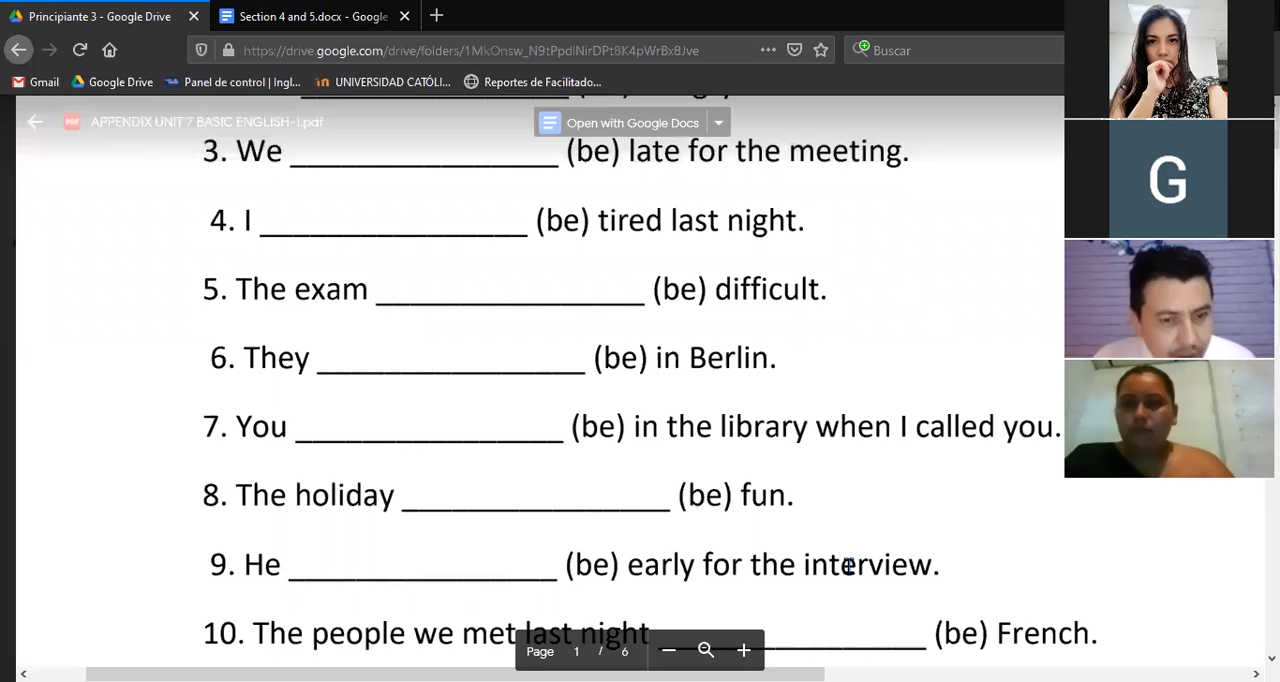 Principiante 3 - Google Drive
Section 4 and 5.docx - Google
https://drive.google.com/drive/folders/1MkOnsw_N9tPpdlNirDPt8K4pWrBx8Jve
Buscar
Gmail
Google Drive
Panel de control | Ingl...
UNIVERSIDAD CATÓLI...
Reportes de Facilitado...
APPENDIX UNIT 7 BASIC ENGLISH-1.pdf
Open with Google Docs
3. We ________________ (be) late for the meeting.
4. I ________________ (be) tired last night.
5. The exam ________________ (be) difficult.
6. They ________________ (be) in Berlin.
7. You ________________ (be) in the library when I called you.
8. The holiday ________________ (be) fun.
9. He ________________ (be) early for the interview.
10. The people we met last night ________________ (be) French.
Page 1 / 6
G